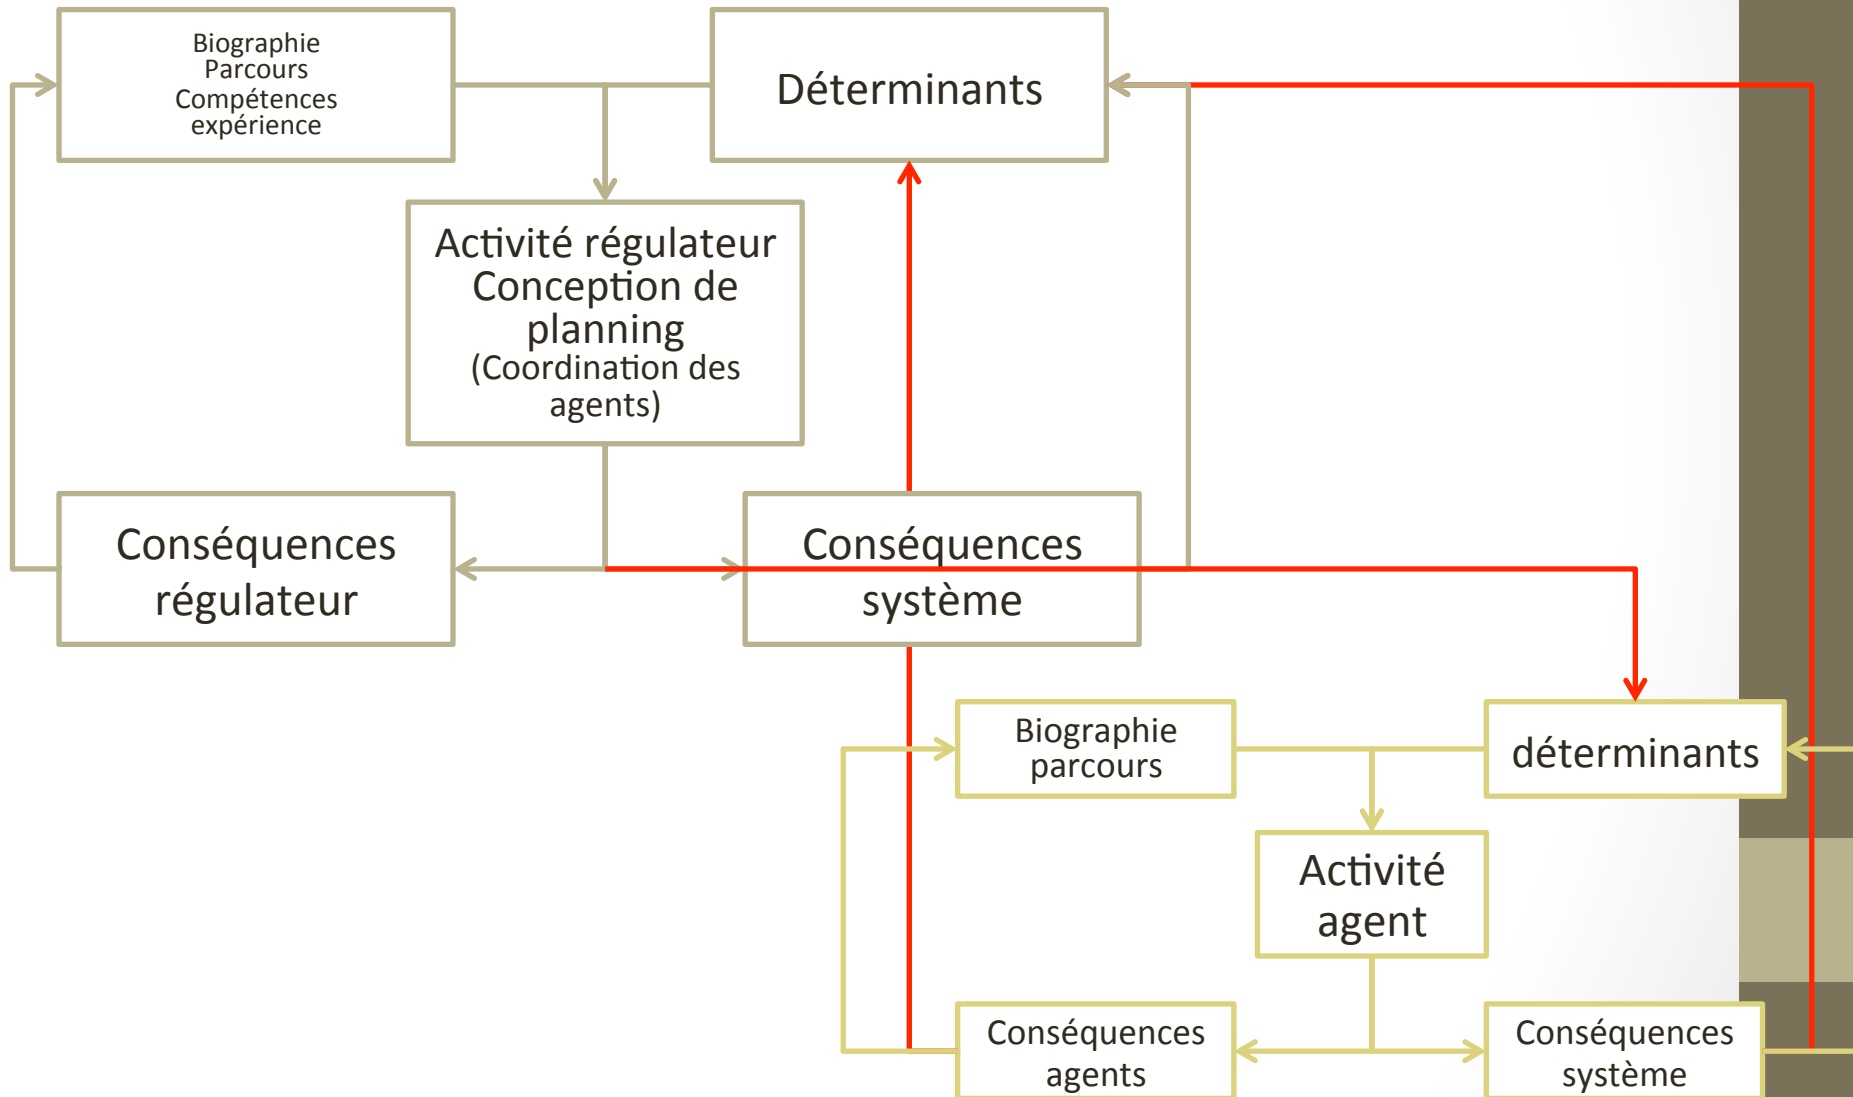 Biographie
Parcours
Compétences
expérience
Déterminants
Activité régulateur
Conception de
planning
(Coordination des
agents)
Conséquences
régulateur
Conséquences
système
Biographie
parcours
déterminants
Activité
agent
Conséquences
agents
Conséquences
système